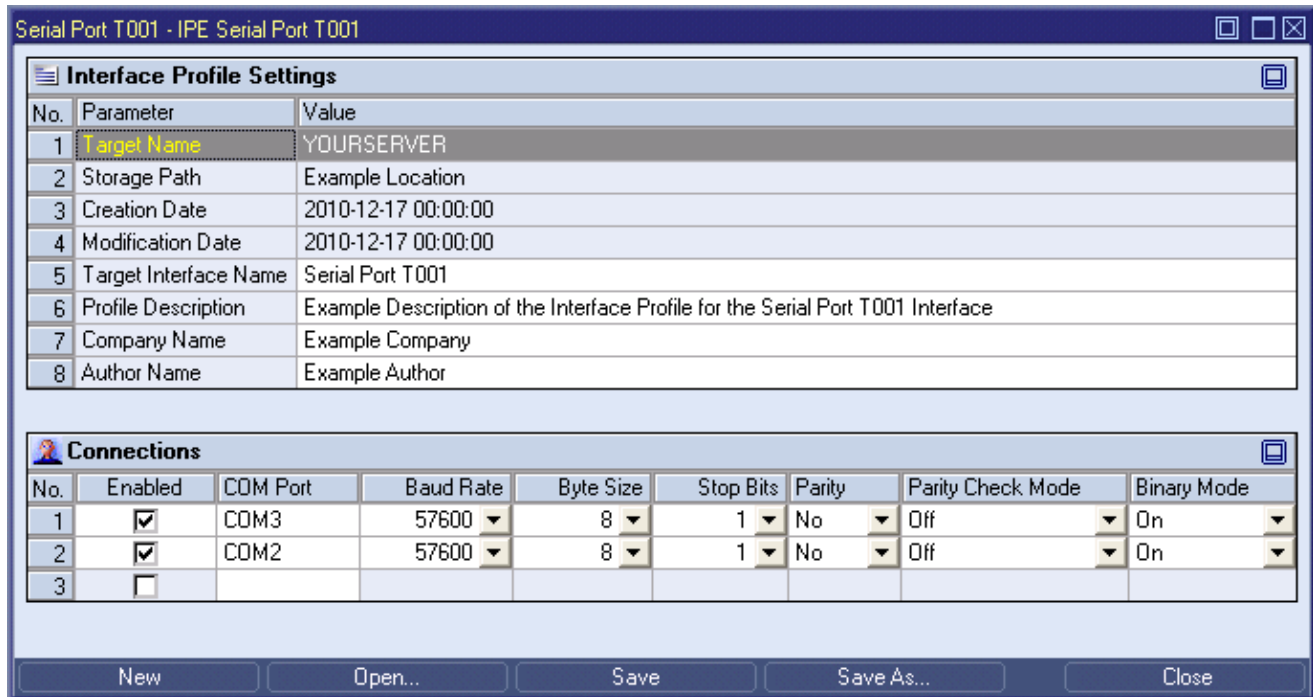 Serial Port T001 - IPE Serial Port T001
Interface Profile Settings
No. Parameter Value
1 Target Name YOURSERVER
2 Storage Path Example Location
3 Creation Date 2010-12-17 00:00:00
4 Modification Date 2010-12-17 00:00:00
5 Target Interface Name Serial Port T001
6 Profile Description Example Description of the Interface Profile for the Serial Port T001 Interface
7 Company Name Example Company
8 Author Name Example Author
Connections
No. Enabled COM Port Baud Rate Byte Size Stop Bits Parity Parity Check Mode Binary Mode
1 COM3 57600 8 1 No Off On
2 COM2 57600 8 1 No Off On
3
New Open... Save Save As... Close